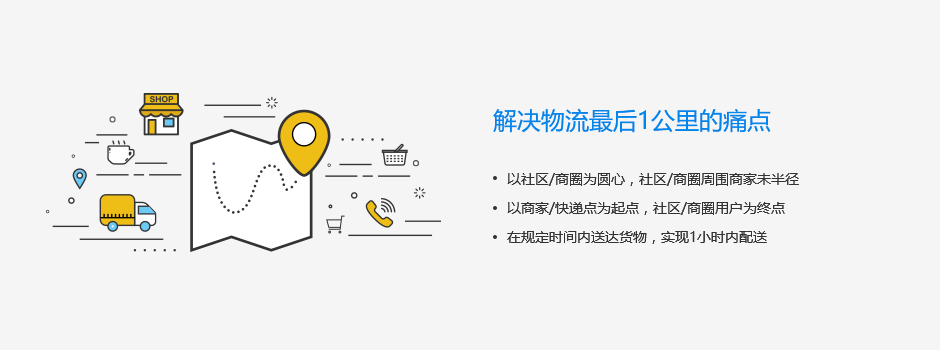 SHOP
解决物流最后1公里的痛点
• 以社区/商圈为圆心，社区/商圈周围商家未半径
• 以商家/快递点为起点，社区/商圈用户为终点
• 在规定时间内送达货物，实现1小时内配送